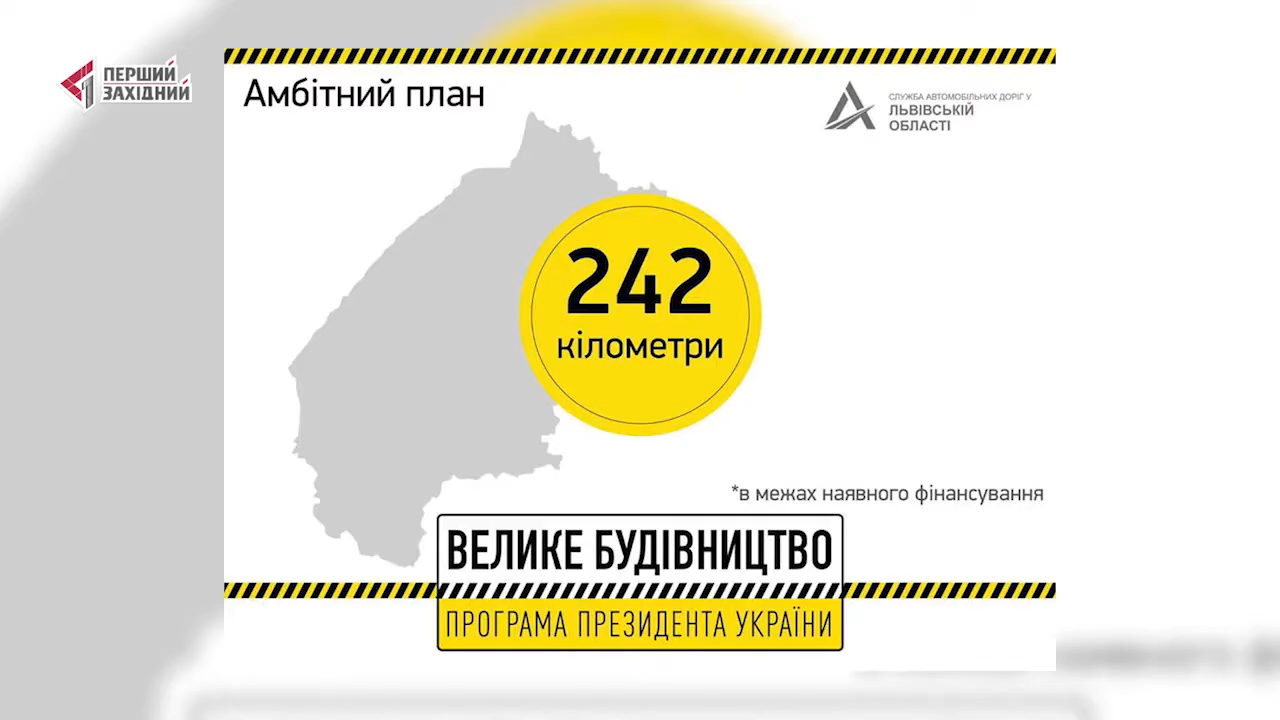 ПЕРШИЙ
ЗАХІДНИЙ
Амбітний план
СЛУЖБА АВТОМОБІЛЬНИХ ДОРІГ У
ЛЬВІВСЬКІЙ
ОБЛАСТІ
242
кілометри
*в межах наявного фінансування
ВЕЛИКЕ БУДІВНИЦТВО
ПРОГРАМА ПРЕЗИДЕНТА УКРАЇНИ